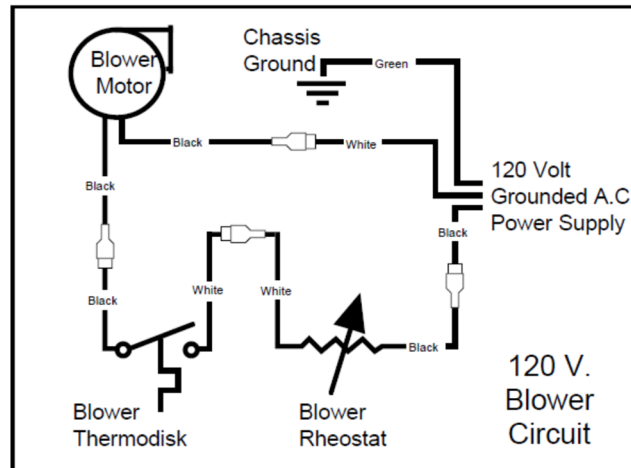 Blower
Motor
Chassis
Ground
Green
Black
White
Black
120 Volt
Grounded A.C
Power Supply
Black
White
White
Black
Black
Blower
Thermodisk
Blower
Rheostat
120 V.
Blower
Circuit